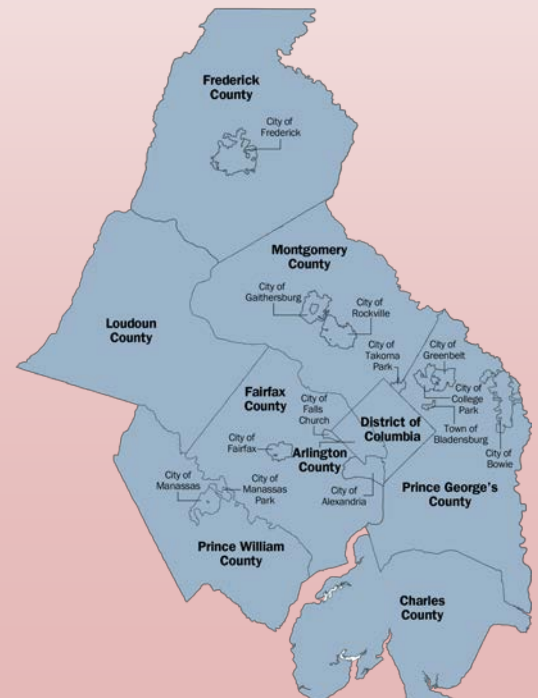 Frederick
County
City of
Frederick
Montgomery
County
City of
Gaithersburg
City of
Rockville
Loudoun
County
City of
Takoma
Park
City of
Greenbelt
City of
College
Park
Fairfax
County
City of
Falls
Church
District of
Columbia
Town of
Bladensburg
City of
Bowie
City of
Fairfax
Arlington
County
City of
Manassas
City of
Manassas
Park
City of
Alexandria
Prince George's
County
Prince William
County
Charles
County